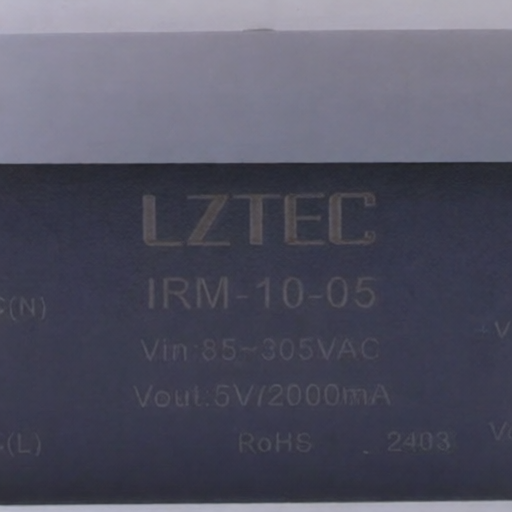 LZTEC
IRM-10-05
C(N)
+V
Vin:85~305VAC
Vout:5V/2000mA
C(L)
RoHS
2403